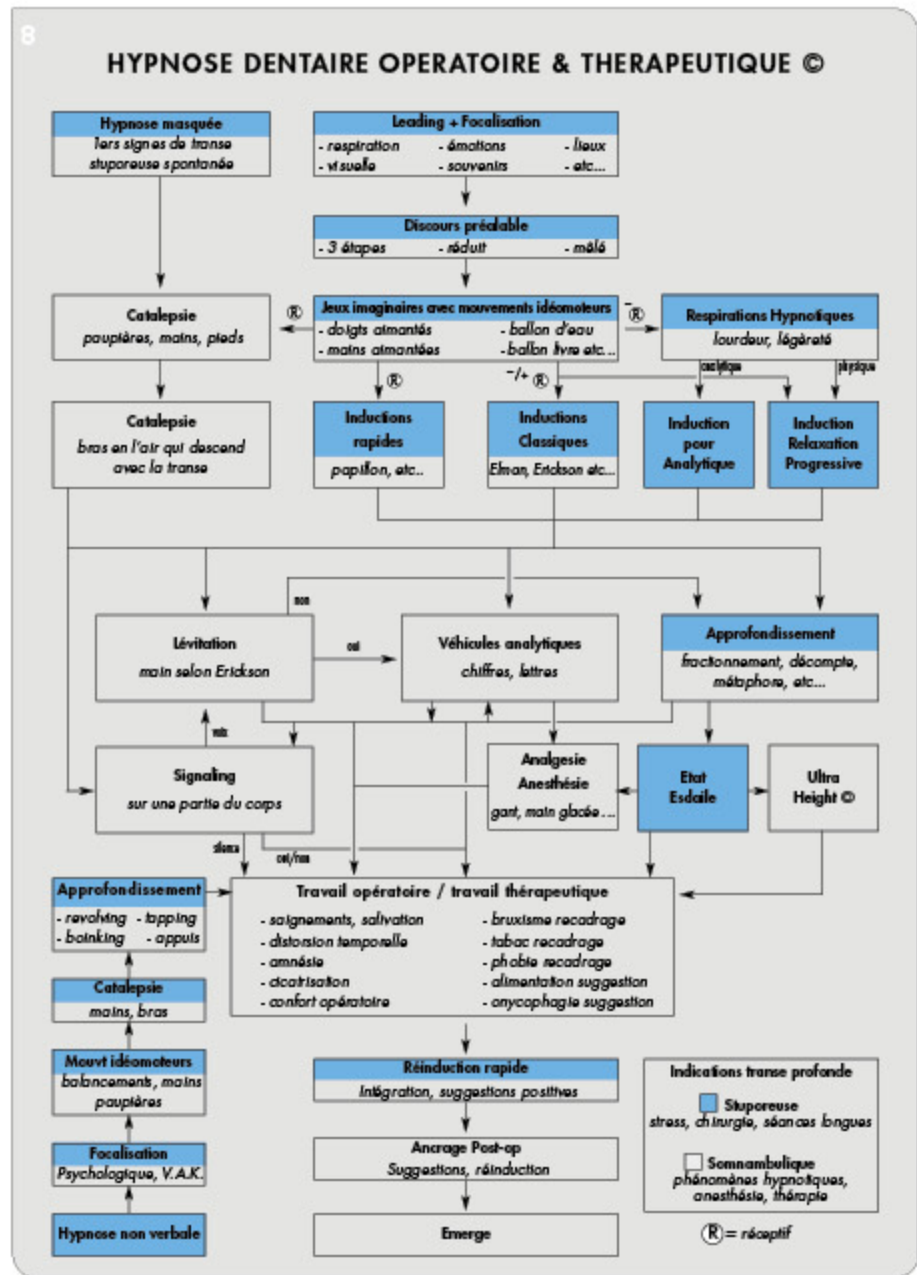 8
HYPNOSE DENTAIRE OPERATOIRE & THERAPEUTIQUE ©
Hypnose masquée
1ers signes de transe
stuporeuse spontanée
Leading + Focalisation
- respiration - émotions - lieux
- visuelle - souvenirs - etc...
Discours préalable
- 3 étapes - réduit - mêlé
Catalepsie
paupières, mains, pieds
®
Jeux imaginaires avec mouvements idéomoteurs
- doigts aimantés - ballon d'eau
- mains aimantées - ballon livre etc...
- ®
Respirations Hypnotiques
lourdeur, légèreté
®
-/+ ®
analytique
physique
Catalepsie
bras en l'air qui descend
avec la transe
Inductions
rapides
papillon, etc...
Inductions
Classiques
Elman, Erickson etc...
Induction
pour
Analytique
Induction
Relaxation
Progressive
non
Lévitation
main selon Erickson
oui
Véhicules analytiques
chiffres, lettres
Approfondissement
fractionnement, décompte,
métaphore, etc...
voix
Signaling
sur une partie du corps
Analgesie
Anesthésie
gant, main glacée ...
Etat
Esdaile
Ultra
Height ©
silence
oui/non
Approfondissement
- revolving - tapping
- boinking - appuis
Travail opératoire / travail thérapeutique
- saignements, salivation - bruxisme recadrage
- distorsion temporelle - tabac recadrage
- amnésie - phobie recadrage
- cicatrisation - alimentation suggestion
- confort opératoire - onycophagie suggestion
Catalepsie
mains, bras
Mouvt idéomoteurs
balancements, mains
paupières
Réinduction rapide
Intégration, suggestions positives
Focalisation
Psychologique, V.A.K.
Ancrage Post-op
Suggestions, réinduction
Hypnose non verbale
Emerge
Indications transe profonde
Stuporeuse
stress, chirurgie, séances longues
Somnambulique
phénomènes hypnotiques,
anesthésie, thérapie
® = réceptif